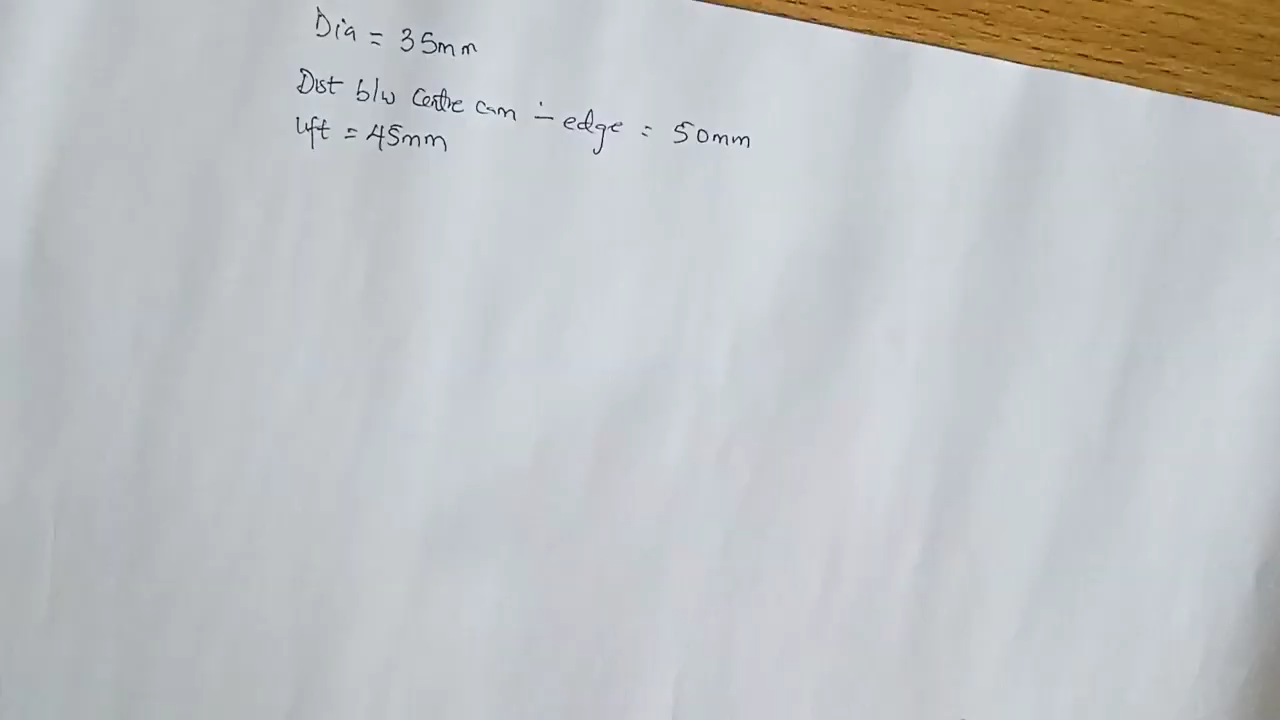 Dia = 35mm
Dist b/w Centre cam ÷ edge = 50mm
lift = 45mm